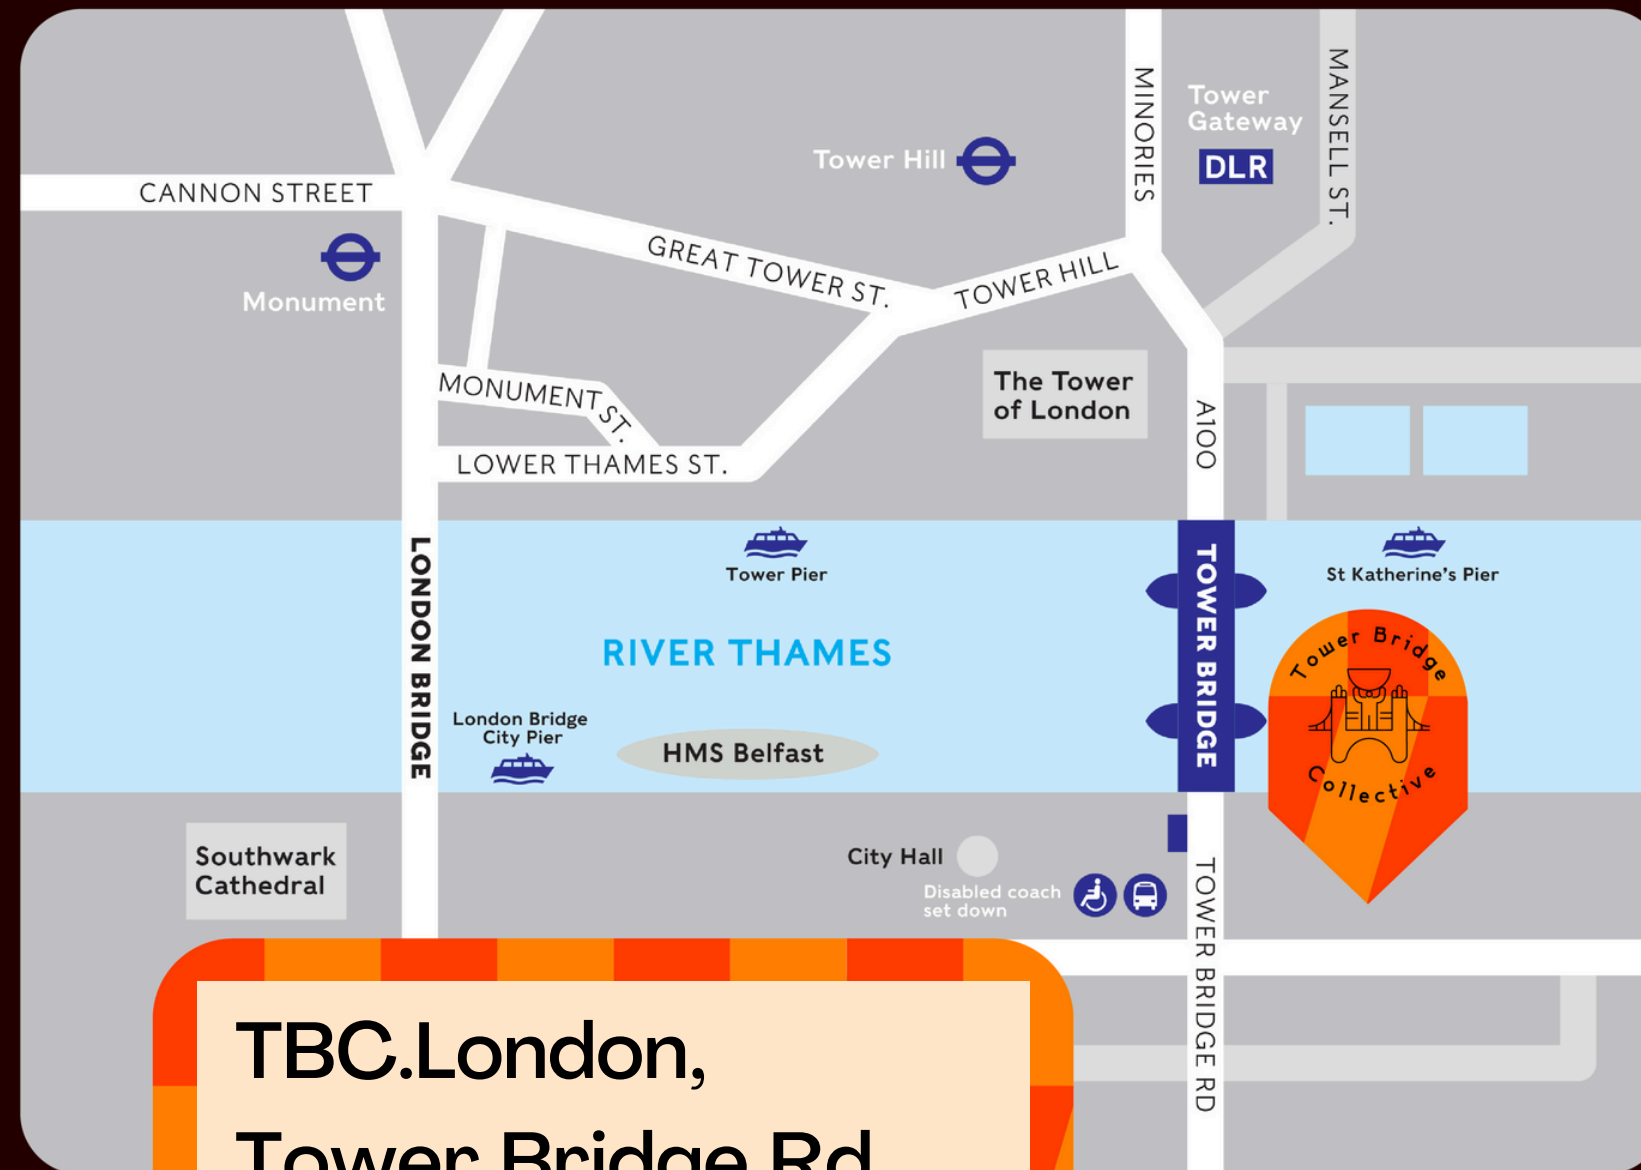 MINORIES
MANSELL ST.
Tower
Gateway
DLR
Tower Hill
CANNON STREET
Monument
GREAT TOWER ST.
TOWER HILL
MONUMENT ST.
LOWER THAMES ST.
The Tower
of London
A100
LONDON BRIDGE
Tower Pier
TOWER BRIDGE
St Katherine's Pier
RIVER THAMES
Tower Bridge
Collective
London Bridge
City Pier
HMS Belfast
Southwark
Cathedral
City Hall
Disabled coach
set down
TOWER BRIDGE RD
TBC.London,
Tower Bridge Rd